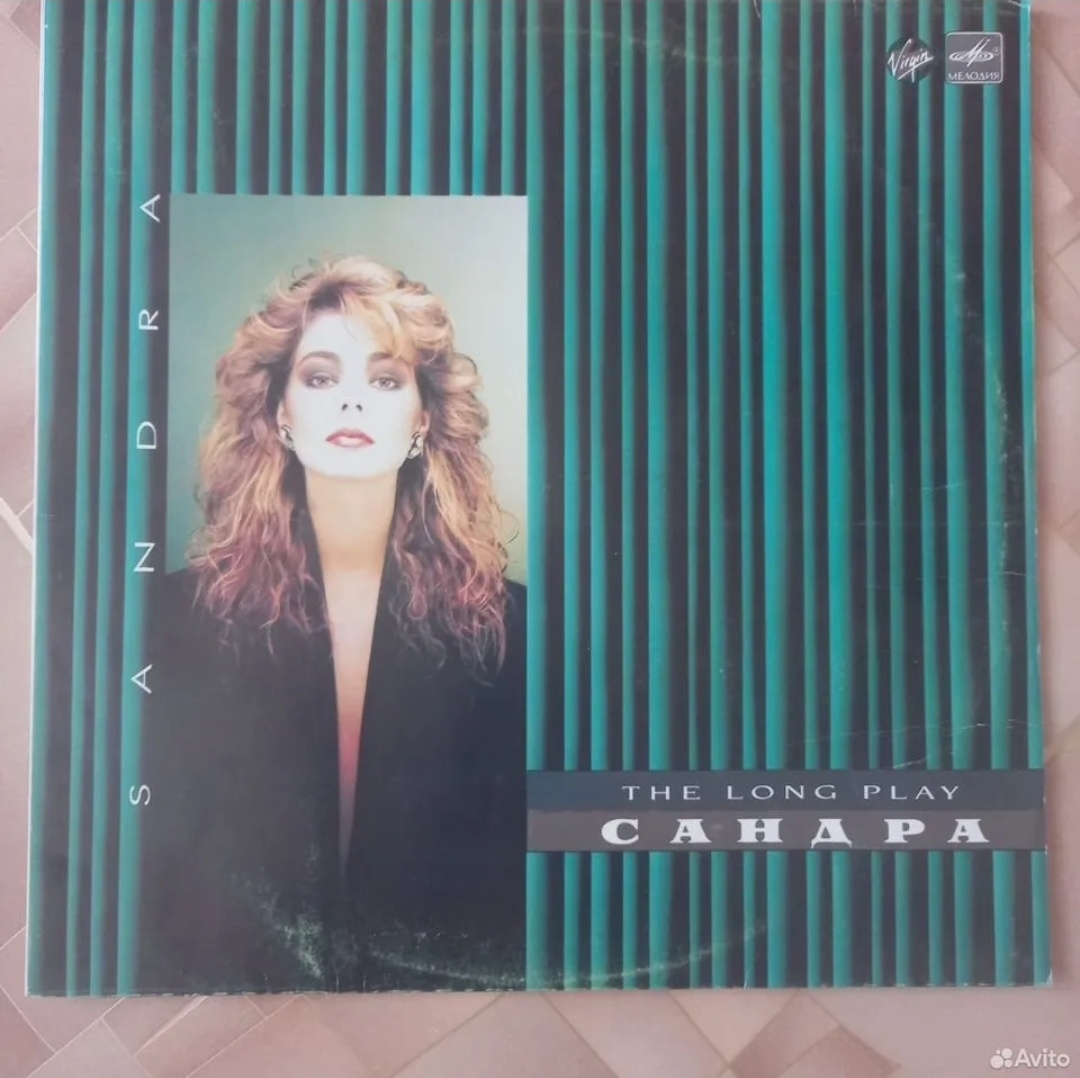 Virgin
МЕЛОДИЯ
SANDRA
THE LONG PLAY
САНДРА
Avito